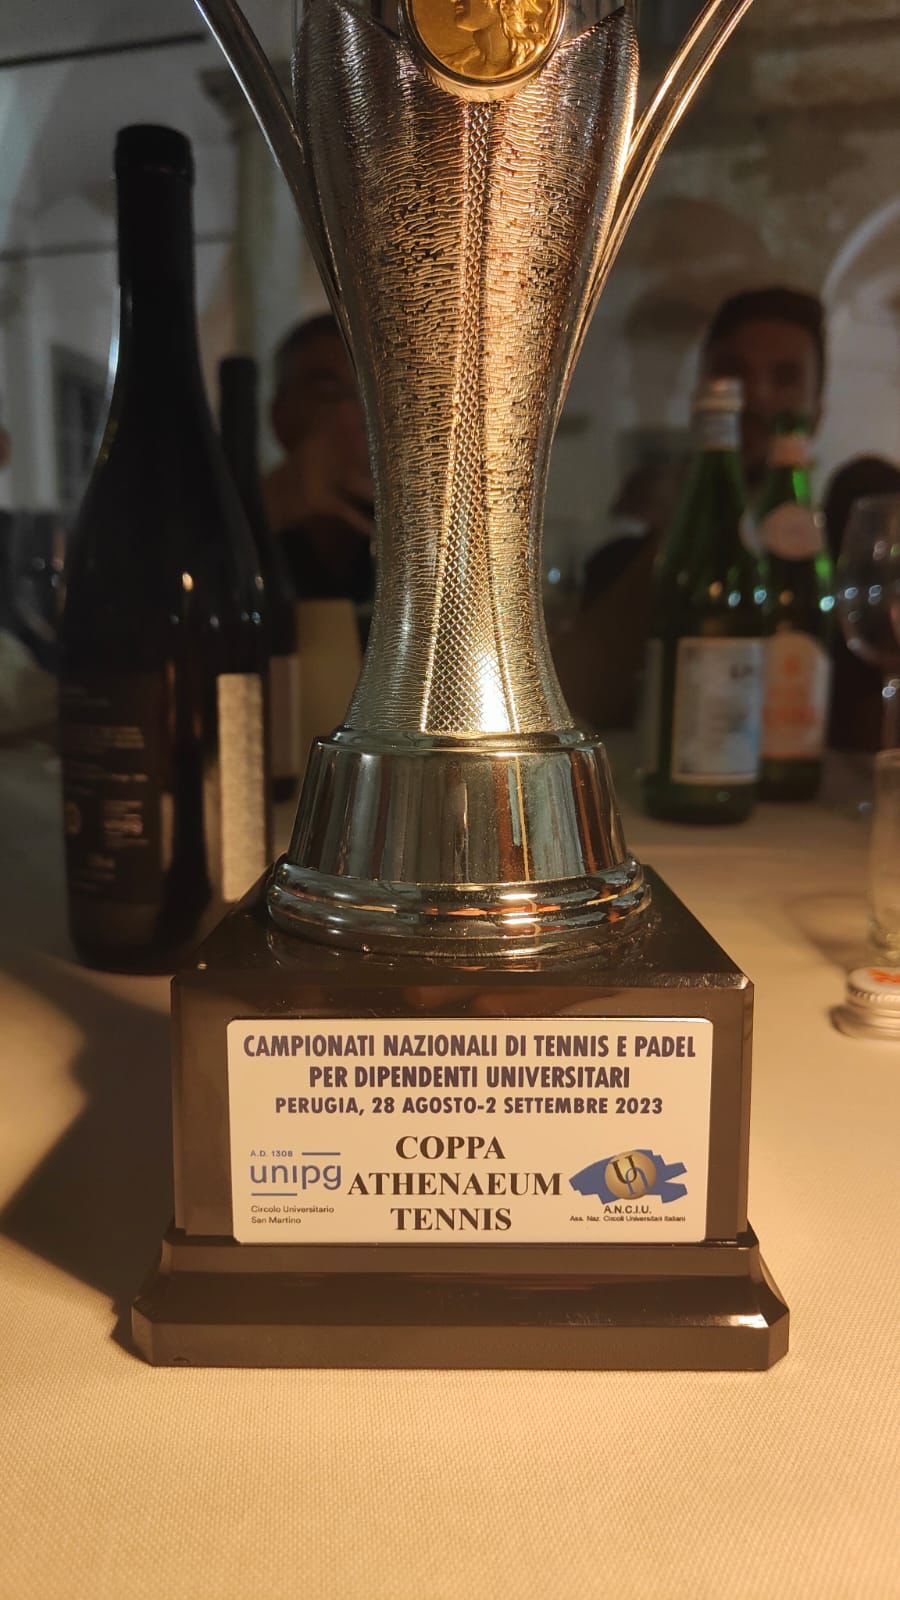 CAMPIONATI NAZIONALI DI TENNIS E PADEL
PER DIPENDENTI UNIVERSITARI
PERUGIA, 28 AGOSTO-2 SETTEMBRE 2023
A.D. 1308
unipg
Circolo Universitario
San Martino
COPPA
ATHENAEUM
TENNIS
A.N.C.I.U.
Ass. Naz. Circoli Universitari Italiani